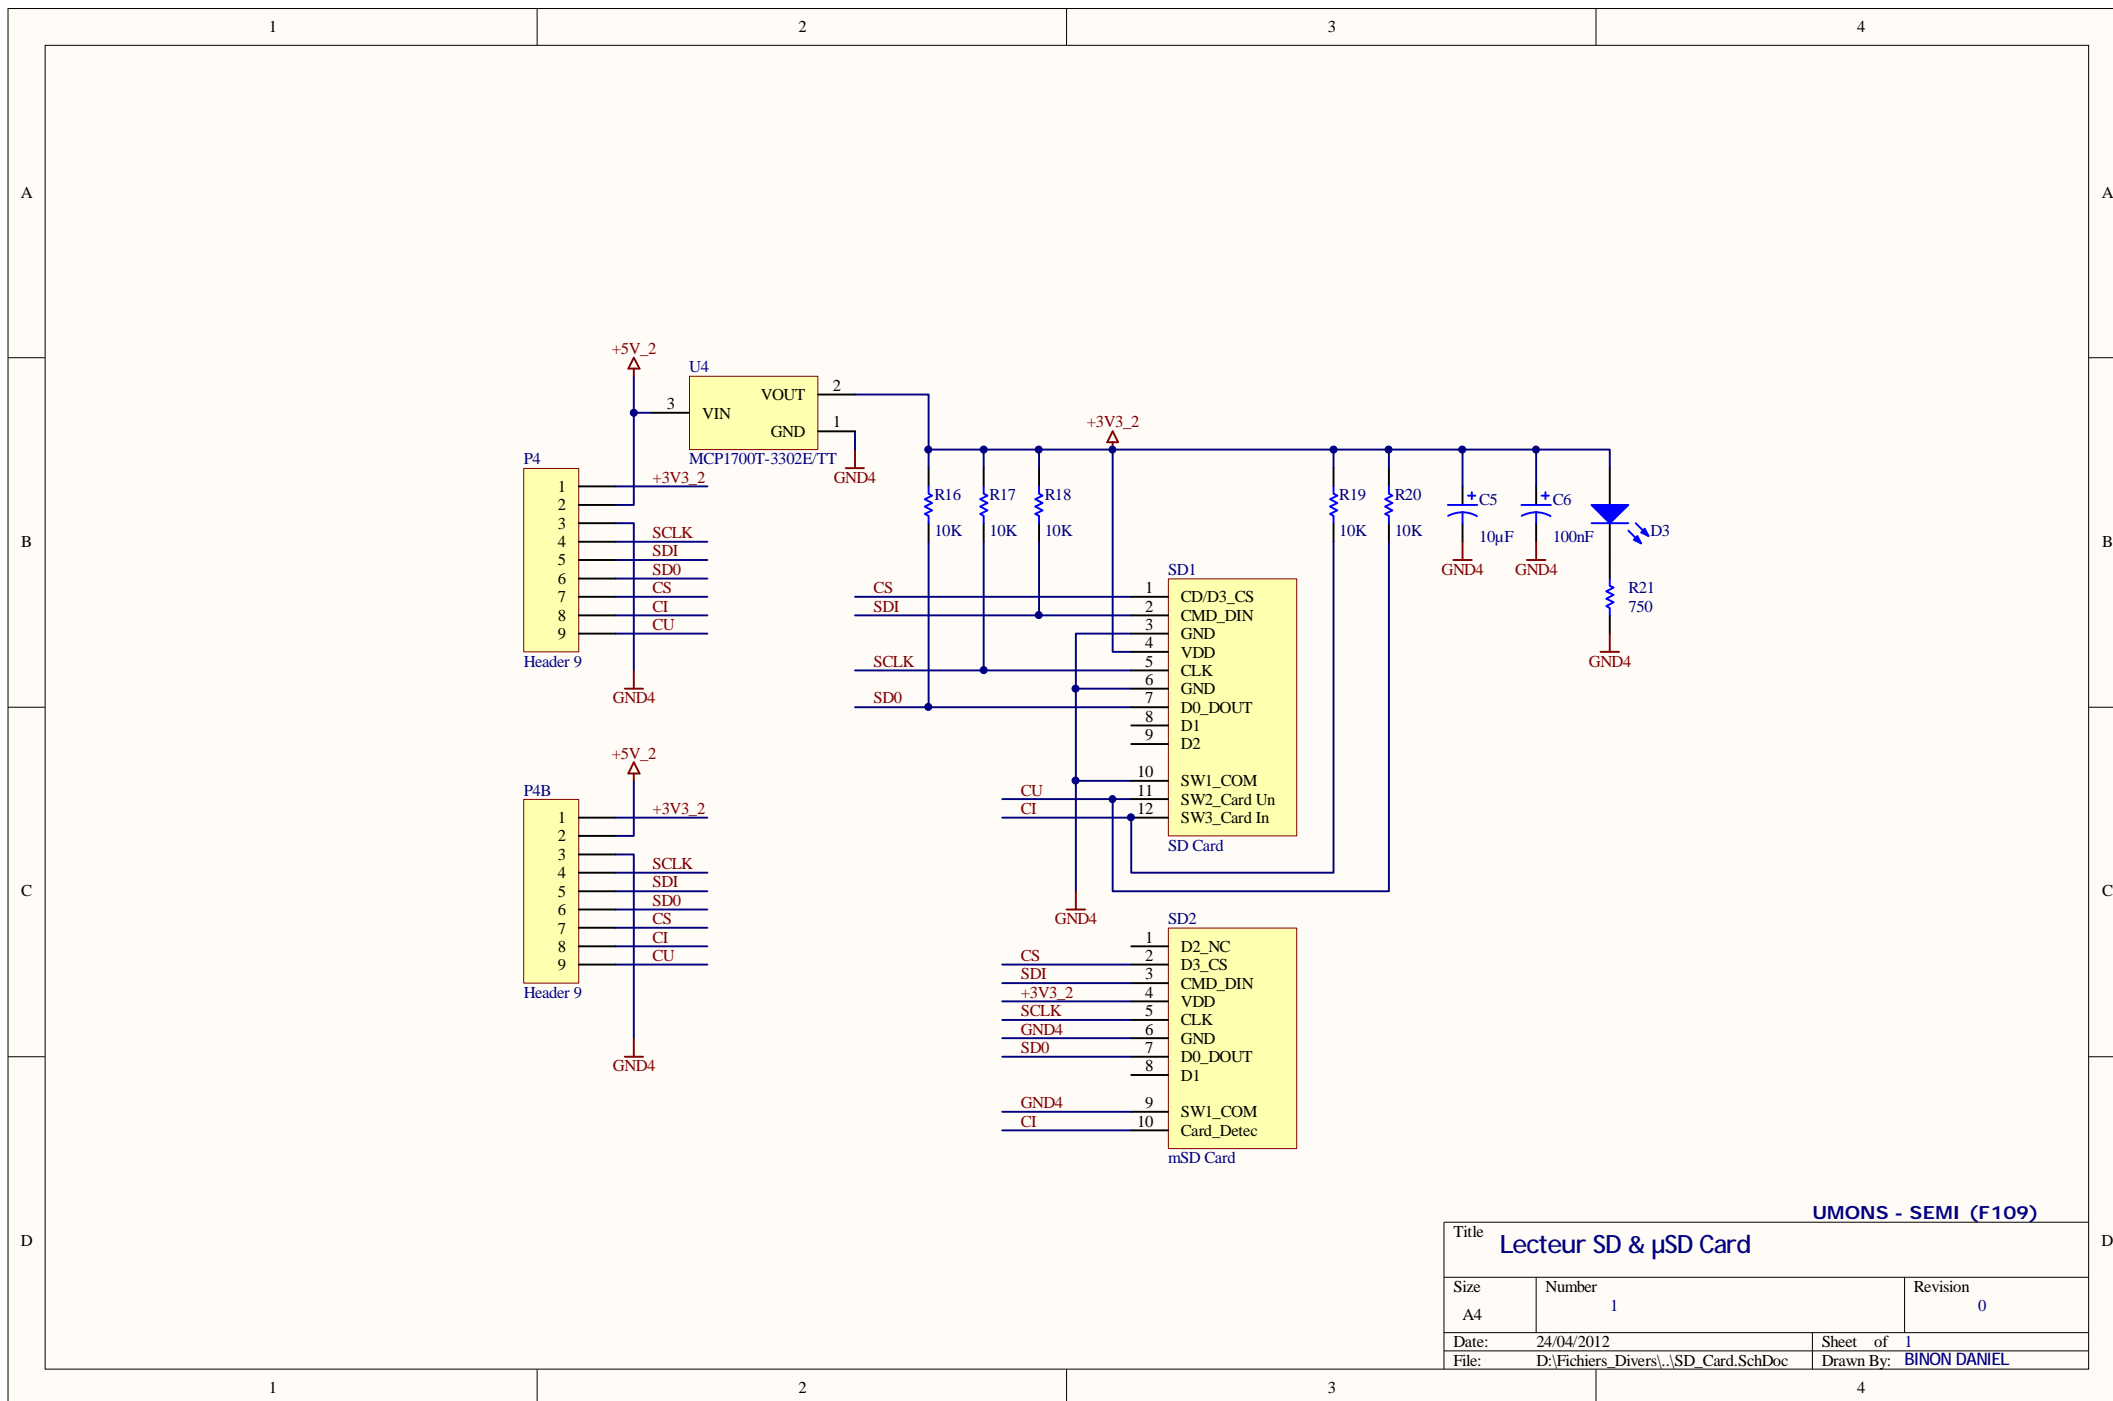 1 2 3 4
A A
B B
C C
D D
+5V_2
U4
VOUT 2
3 VIN
GND 1
MCP1700T-3302E/TT
GND4
P4
1 +3V3_2
2
3
4 SCLK
5 SDI
6 SD0
7 CS
8 CI
9 CU
Header 9
GND4
+5V_2
P4B
1 +3V3_2
2
3
4 SCLK
5 SDI
6 SD0
7 CS
8 CI
9 CU
Header 9
GND4
+3V3_2
R16 R17 R18 R19 R20 +C5 +C6
10K 10K 10K 10K 10K 10µF 100nF D3
GND4 GND4
R21
750
GND4
SD1
CS 1 CD/D3_CS
SDI 2 CMD_DIN
3 GND
4 VDD
SCLK 5 CLK
6 GND
SD0 7 D0_DOUT
8 D1
9 D2
10 SW1_COM
CU 11 SW2_Card Un
CI 12 SW3_Card In
SD Card
GND4
SD2
1 D2_NC
CS 2 D3_CS
SDI 3 CMD_DIN
+3V3_2 4 VDD
SCLK 5 CLK
GND4 6 GND
SD0 7 D0_DOUT
8 D1
GND4 9 SW1_COM
CI 10 Card_Detec
mSD Card
UMONS - SEMI (F109)
Title Lecteur SD & µSD Card
Size Number Revision
A4 1 0
Date: 24/04/2012 Sheet of 1
File: D:\Fichiers_Divers\..\SD_Card.SchDoc Drawn By: BINON DANIEL
1 2 3 4